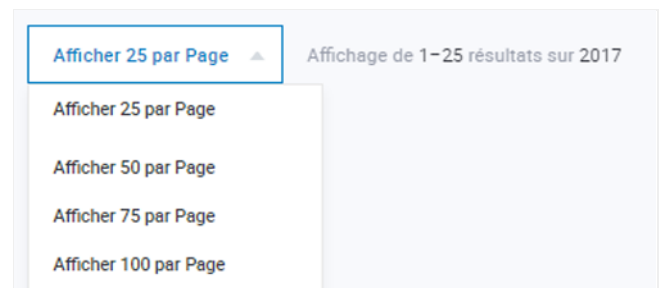 Afficher 25 par Page Affichage de 1–25 résultats sur 2017
Afficher 25 par Page
Afficher 50 par Page
Afficher 75 par Page
Afficher 100 par Page